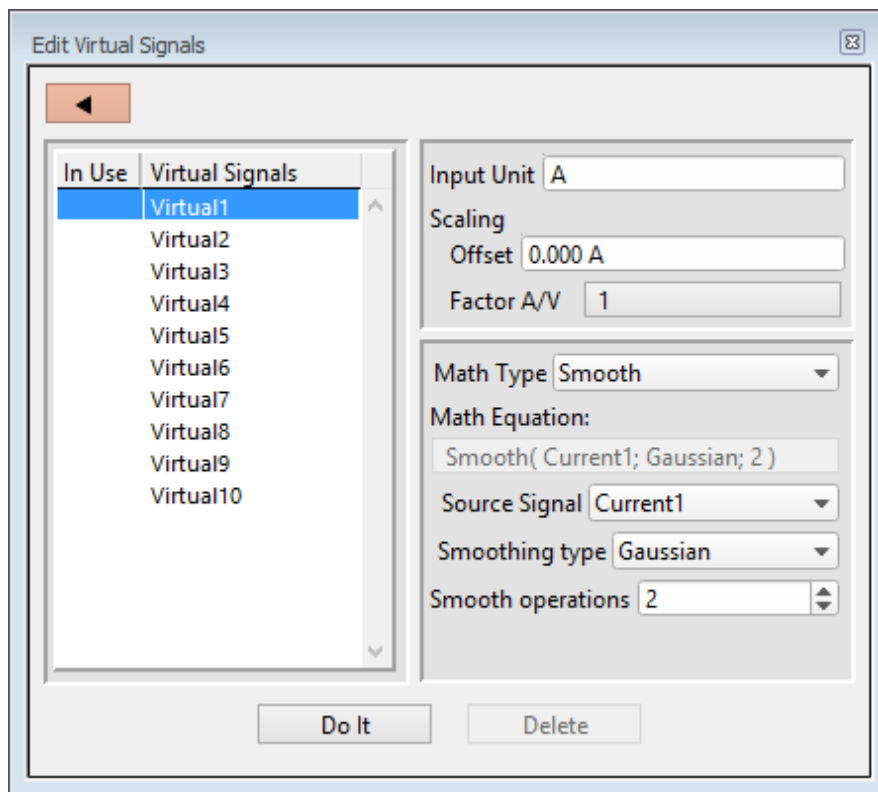 Edit Virtual Signals
In Use Virtual Signals
Virtual1
Virtual2
Virtual3
Virtual4
Virtual5
Virtual6
Virtual7
Virtual8
Virtual9
Virtual10
Input Unit A
Scaling
Offset 0.000 A
Factor A/V 1
Math Type Smooth
Math Equation:
Smooth( Current1; Gaussian; 2 )
Source Signal Current1
Smoothing type Gaussian
Smooth operations 2
Do It Delete